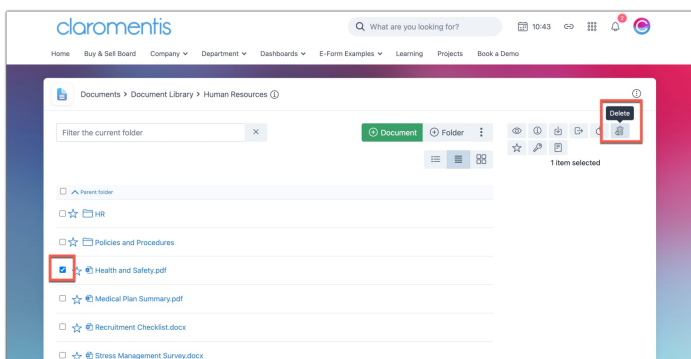 claromentis
What are you looking for?
10:43
2
Home Buy & Sell Board Company Department Dashboards E-Form Examples Learning Projects Book a Demo
Documents > Document Library > Human Resources
Delete
Filter the current folder
Document Folder
1 item selected
Parent folder
HR
Policies and Procedures
Health and Safety.pdf
Medical Plan Summary.pdf
Recruitment Checklist.docx
Stress Management Survey.docx